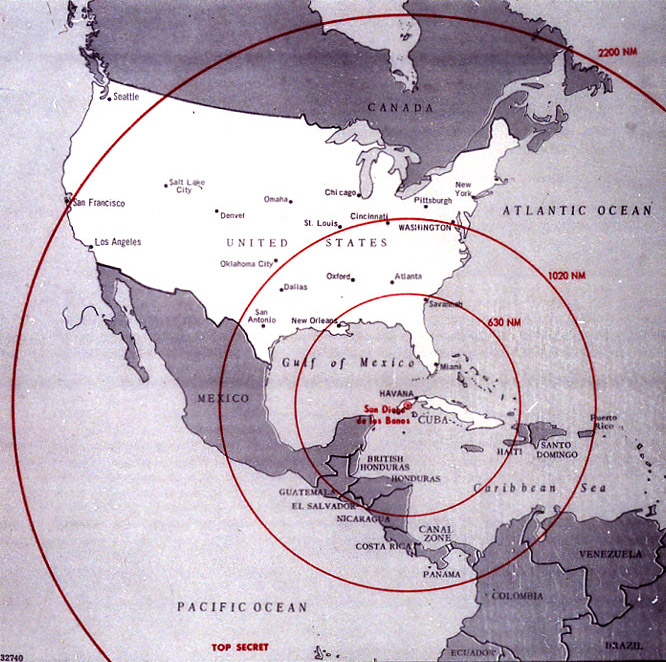 2200 NM
CANADA
Seattle
Salt Lake
City
New
York
Omaha
Chicago
Pittsburgh
San Francisco
Denver
St. Louis
Cincinnati
WASHINGTON
ATLANTIC OCEAN
Los Angeles
UNITED STATES
Oklahoma City
1020 NM
Dallas
Oxford
Atlanta
San
Antonio
New Orleans
Savannah
630 NM
Gulf of Mexico
Miami
MEXICO
HAVANA
San Diego
de los Banos
CUBA
Puerto
Rico
HAITI
SANTO
DOMINGO
BRITISH
HONDURAS
HONDURAS
GUATEMALA
Caribbean Sea
EL SALVADOR
NICARAGUA
CANAL
ZONE
COSTA RICA
PANAMA
VENEZUELA
COLOMBIA
PACIFIC OCEAN
TOP SECRET
ECUADOR
BRAZIL
32740